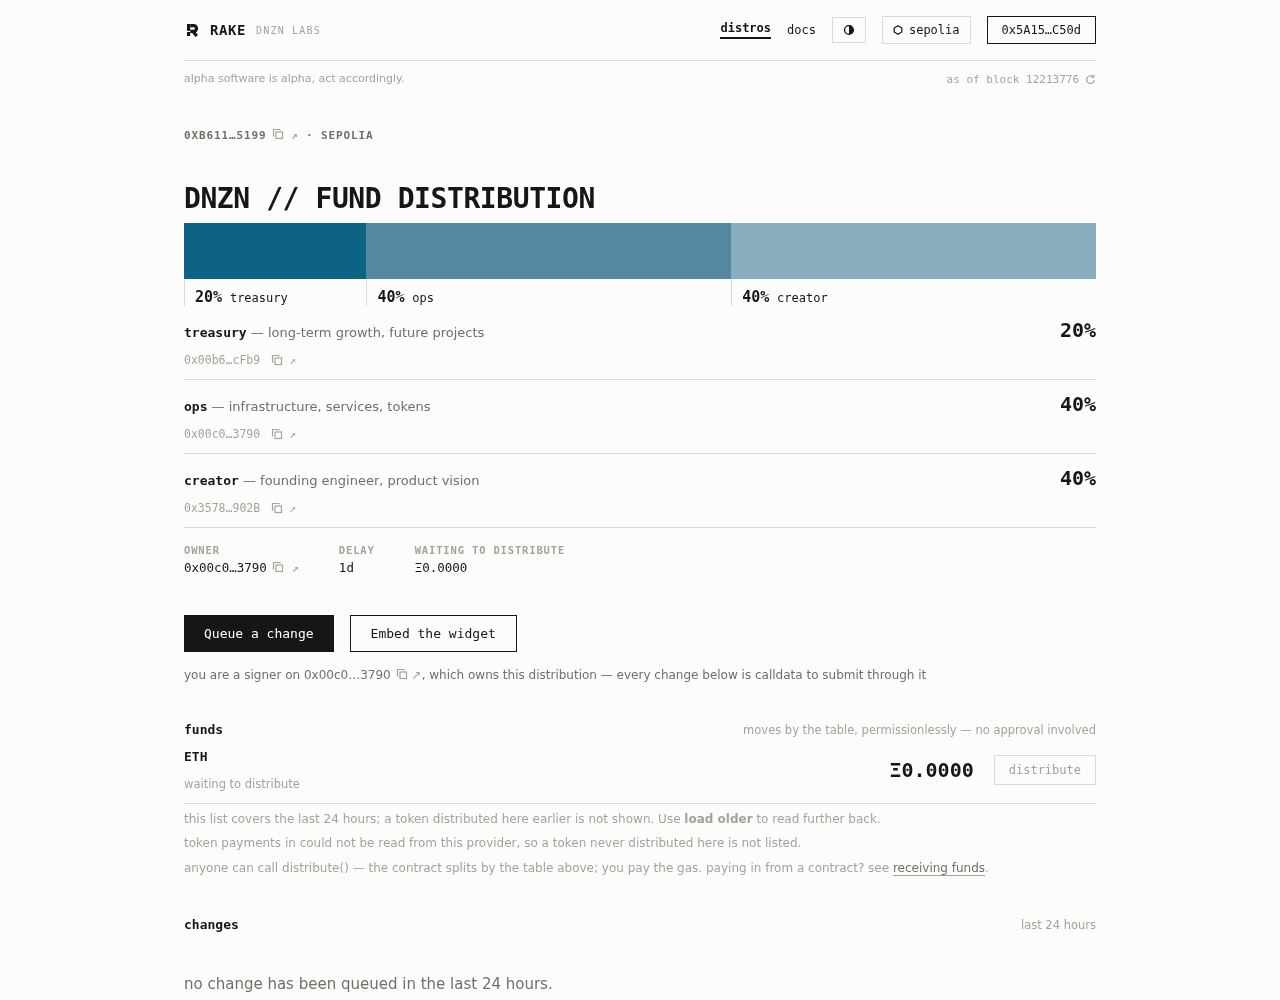 RAKE DNZN LABS distros docs sepolia 0x5A15…C50d
alpha software is alpha, act accordingly. as of block 12213776
0XB611…5199 ↗ · SEPOLIA
DNZN // FUND DISTRIBUTION
20% treasury 40% ops 40% creator
treasury — long-term growth, future projects 20%
0x00b6…cFb9 ↗
ops — infrastructure, services, tokens 40%
0x00c0…3790 ↗
creator — founding engineer, product vision 40%
0x3578…902B ↗
OWNER DELAY WAITING TO DISTRIBUTE
0x00c0…3790 ↗ 1d Ξ0.0000
Queue a change Embed the widget
you are a signer on 0x00c0…3790 ↗, which owns this distribution — every change below is calldata to submit through it
funds moves by the table, permissionlessly — no approval involved
ETH
waiting to distribute Ξ0.0000 distribute
this list covers the last 24 hours; a token distributed here earlier is not shown. Use load older to read further back.
token payments in could not be read from this provider, so a token never distributed here is not listed.
anyone can call distribute() — the contract splits by the table above; you pay the gas. paying in from a contract? see receiving funds.
changes last 24 hours
no change has been queued in the last 24 hours.